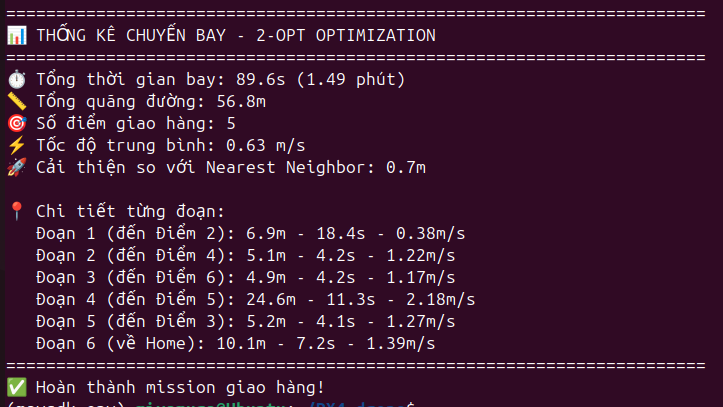 ======================================================================
📊 THỐNG KÊ CHUYẾN BAY - 2-OPT OPTIMIZATION
======================================================================
⏱️ Tổng thời gian bay: 89.6s (1.49 phút)
📏 Tổng quãng đường: 56.8m
🎯 Số điểm giao hàng: 5
⚡ Tốc độ trung bình: 0.63 m/s
🚀 Cải thiện so với Nearest Neighbor: 0.7m
📍 Chi tiết từng đoạn:
Đoạn 1 (đến Điểm 2): 6.9m - 18.4s - 0.38m/s
Đoạn 2 (đến Điểm 4): 5.1m - 4.2s - 1.22m/s
Đoạn 3 (đến Điểm 6): 4.9m - 4.2s - 1.17m/s
Đoạn 4 (đến Điểm 5): 24.6m - 11.3s - 2.18m/s
Đoạn 5 (đến Điểm 3): 5.2m - 4.1s - 1.27m/s
Đoạn 6 (về Home): 10.1m - 7.2s - 1.39m/s
======================================================================
✅ Hoàn thành mission giao hàng!